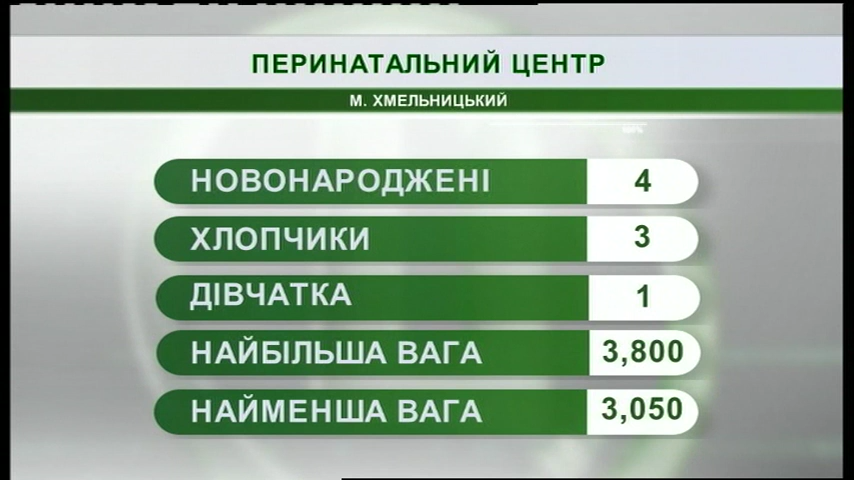 ПЕРИНАТАЛЬНИЙ ЦЕНТР
М. ХМЕЛЬНИЦЬКИЙ
НОВОНАРОДЖЕНІ 4
ХЛОПЧИКИ 3
ДІВЧАТКА 1
НАЙБІЛЬША ВАГА 3,800
НАЙМЕНША ВАГА 3,050